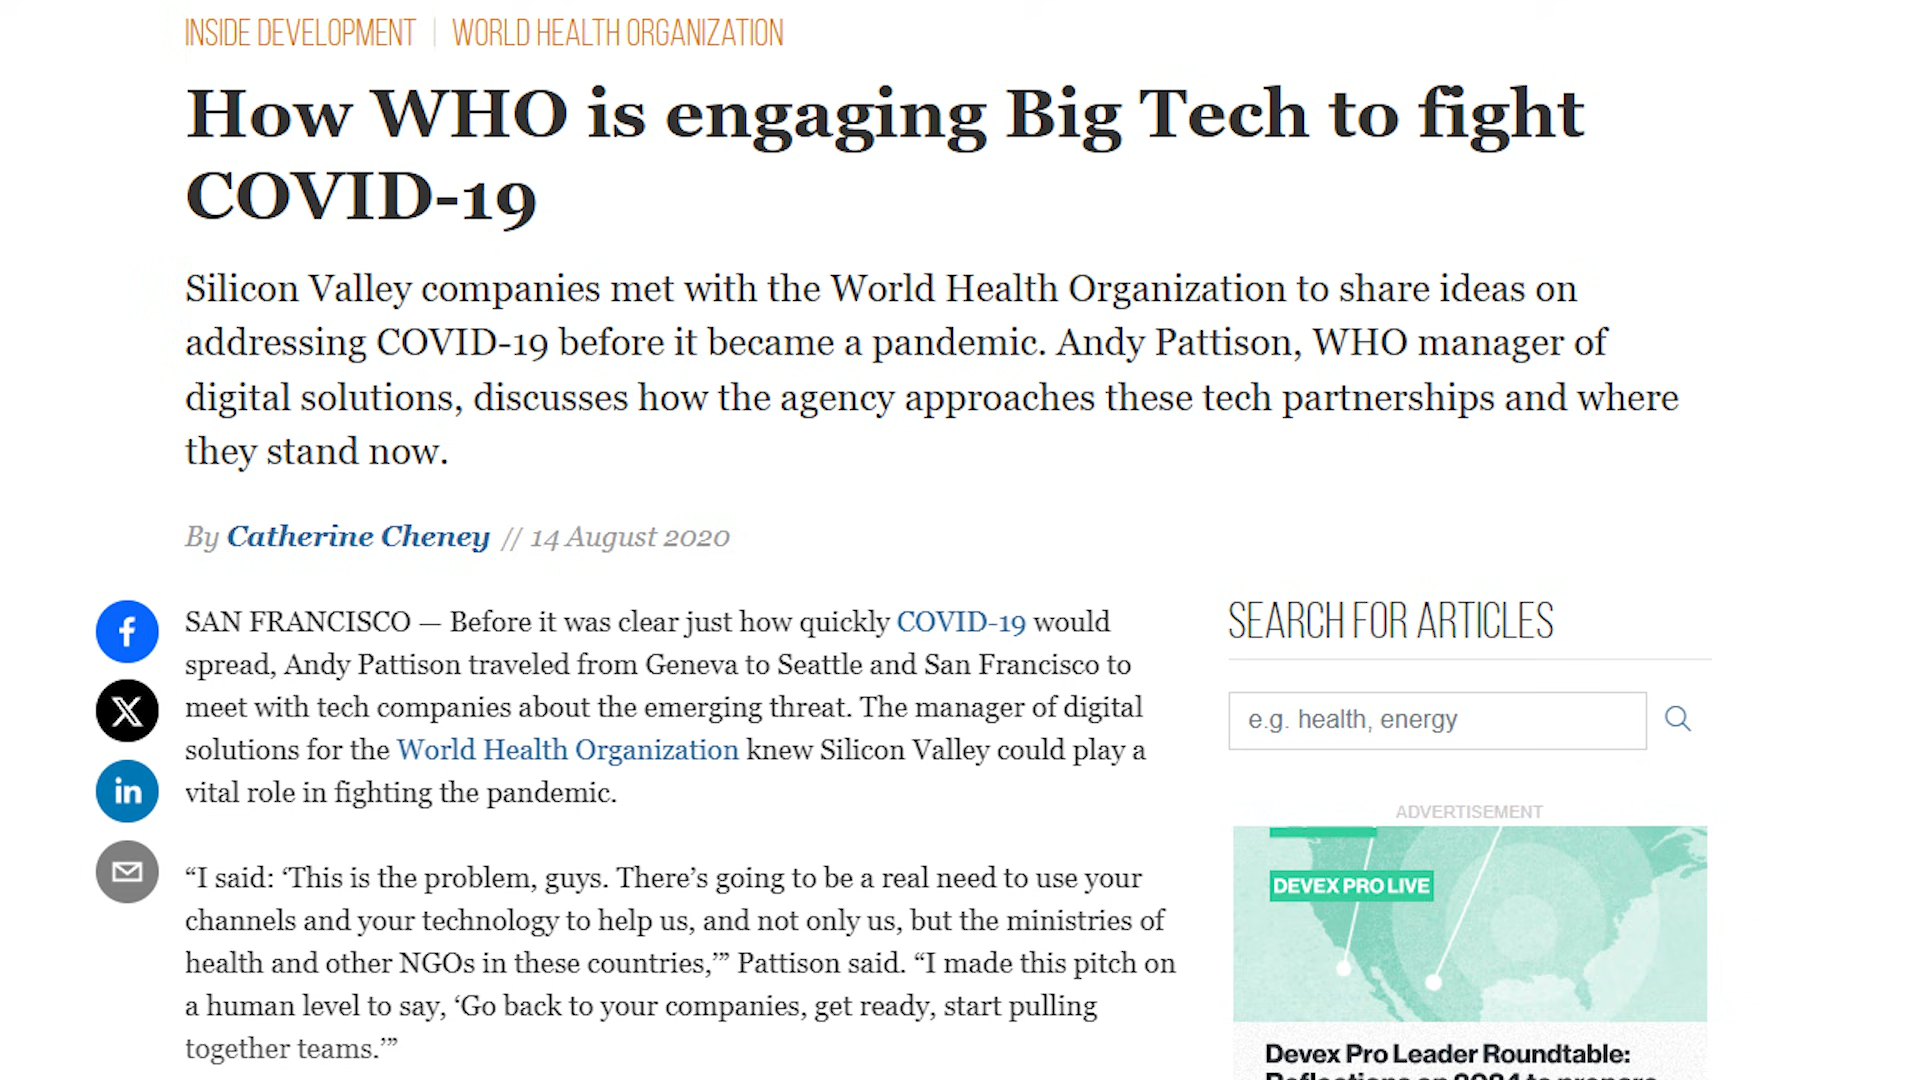 INSIDE DEVELOPMENT | WORLD HEALTH ORGANIZATION
How WHO is engaging Big Tech to fight
COVID-19
Silicon Valley companies met with the World Health Organization to share ideas on
addressing COVID-19 before it became a pandemic. Andy Pattison, WHO manager of
digital solutions, discusses how the agency approaches these tech partnerships and where
they stand now.
By Catherine Cheney // 14 August 2020
SAN FRANCISCO — Before it was clear just how quickly COVID-19 would
spread, Andy Pattison traveled from Geneva to Seattle and San Francisco to
meet with tech companies about the emerging threat. The manager of digital
solutions for the World Health Organization knew Silicon Valley could play a
vital role in fighting the pandemic.
“I said: ‘This is the problem, guys. There’s going to be a real need to use your
channels and your technology to help us, and not only us, but the ministries of
health and other NGOs in these countries,’” Pattison said. “I made this pitch on
a human level to say, ‘Go back to your companies, get ready, start pulling
together teams.’”
SEARCH FOR ARTICLES
e.g. health, energy
ADVERTISEMENT
DEVEX PRO LIVE
Devex Pro Leader Roundtable:
Reflections on 2024 to prepare